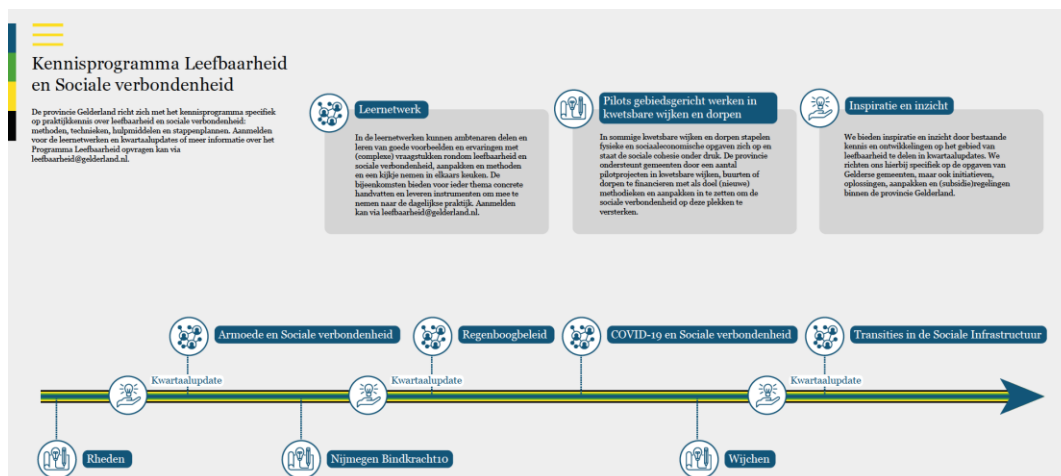 Kennisprogramma Leefbaarheid
en Sociale verbondenheid
De provincie Gelderland richt zich met het kennisprogramma specifiek
op praktijkkennis over leefbaarheid en sociale verbondenheid:
methoden, technieken, hulpmiddelen en stappenplannen. Aanmelden
voor de leernetwerken en kwartaalupdates of meer informatie over het
Programma Leefbaarheid opvragen kan via
leefbaarheid@gelderland.nl.
Leernetwerk
In de leernetwerken kunnen ambtenaren delen en
leren van goede voorbeelden en ervaringen met
(complexe) vraagstukken rondom leefbaarheid en
sociale verbondenheid, aanpakken en methoden
en een kijkje nemen in elkaars keuken. De
bijeenkomsten bieden voor ieder thema concrete
handvatten en leveren instrumenten om mee te
nemen naar de dagelijkse praktijk. Aanmelden
kan via leefbaarheid@gelderland.nl.
Pilots gebiedsgericht werken in
kwetsbare wijken en dorpen
In sommige kwetsbare wijken en dorpen stapelen
fysieke en sociaaleconomische opgaven zich op en
staat de sociale cohesie onder druk. De provincie
ondersteunt gemeenten door een aantal
pilotprojecten in kwetsbare wijken, buurten of
dorpen te financieren met als doel (nieuwe)
methodieken en aanpakken in te zetten om de
sociale verbondenheid op deze plekken te
versterken.
Inspiratie en inzicht
We bieden inspiratie en inzicht door bestaande
kennis en ontwikkelingen op het gebied van
leefbaarheid te delen in kwartaalupdates. We
richten ons hierbij specifiek op de opgaven van
Gelderse gemeenten, maar ook initiatieven,
oplossingen, aanpakken en (subsidie)regelingen
binnen de provincie Gelderland.
Armoede en Sociale verbondenheid
Regenboogbeleid
COVID-19 en Sociale verbondenheid
Transities in de Sociale Infrastructuur
Kwartaalupdate
Kwartaalupdate
Kwartaalupdate
Rheden
Nijmegen Bindkracht10
Wijchen